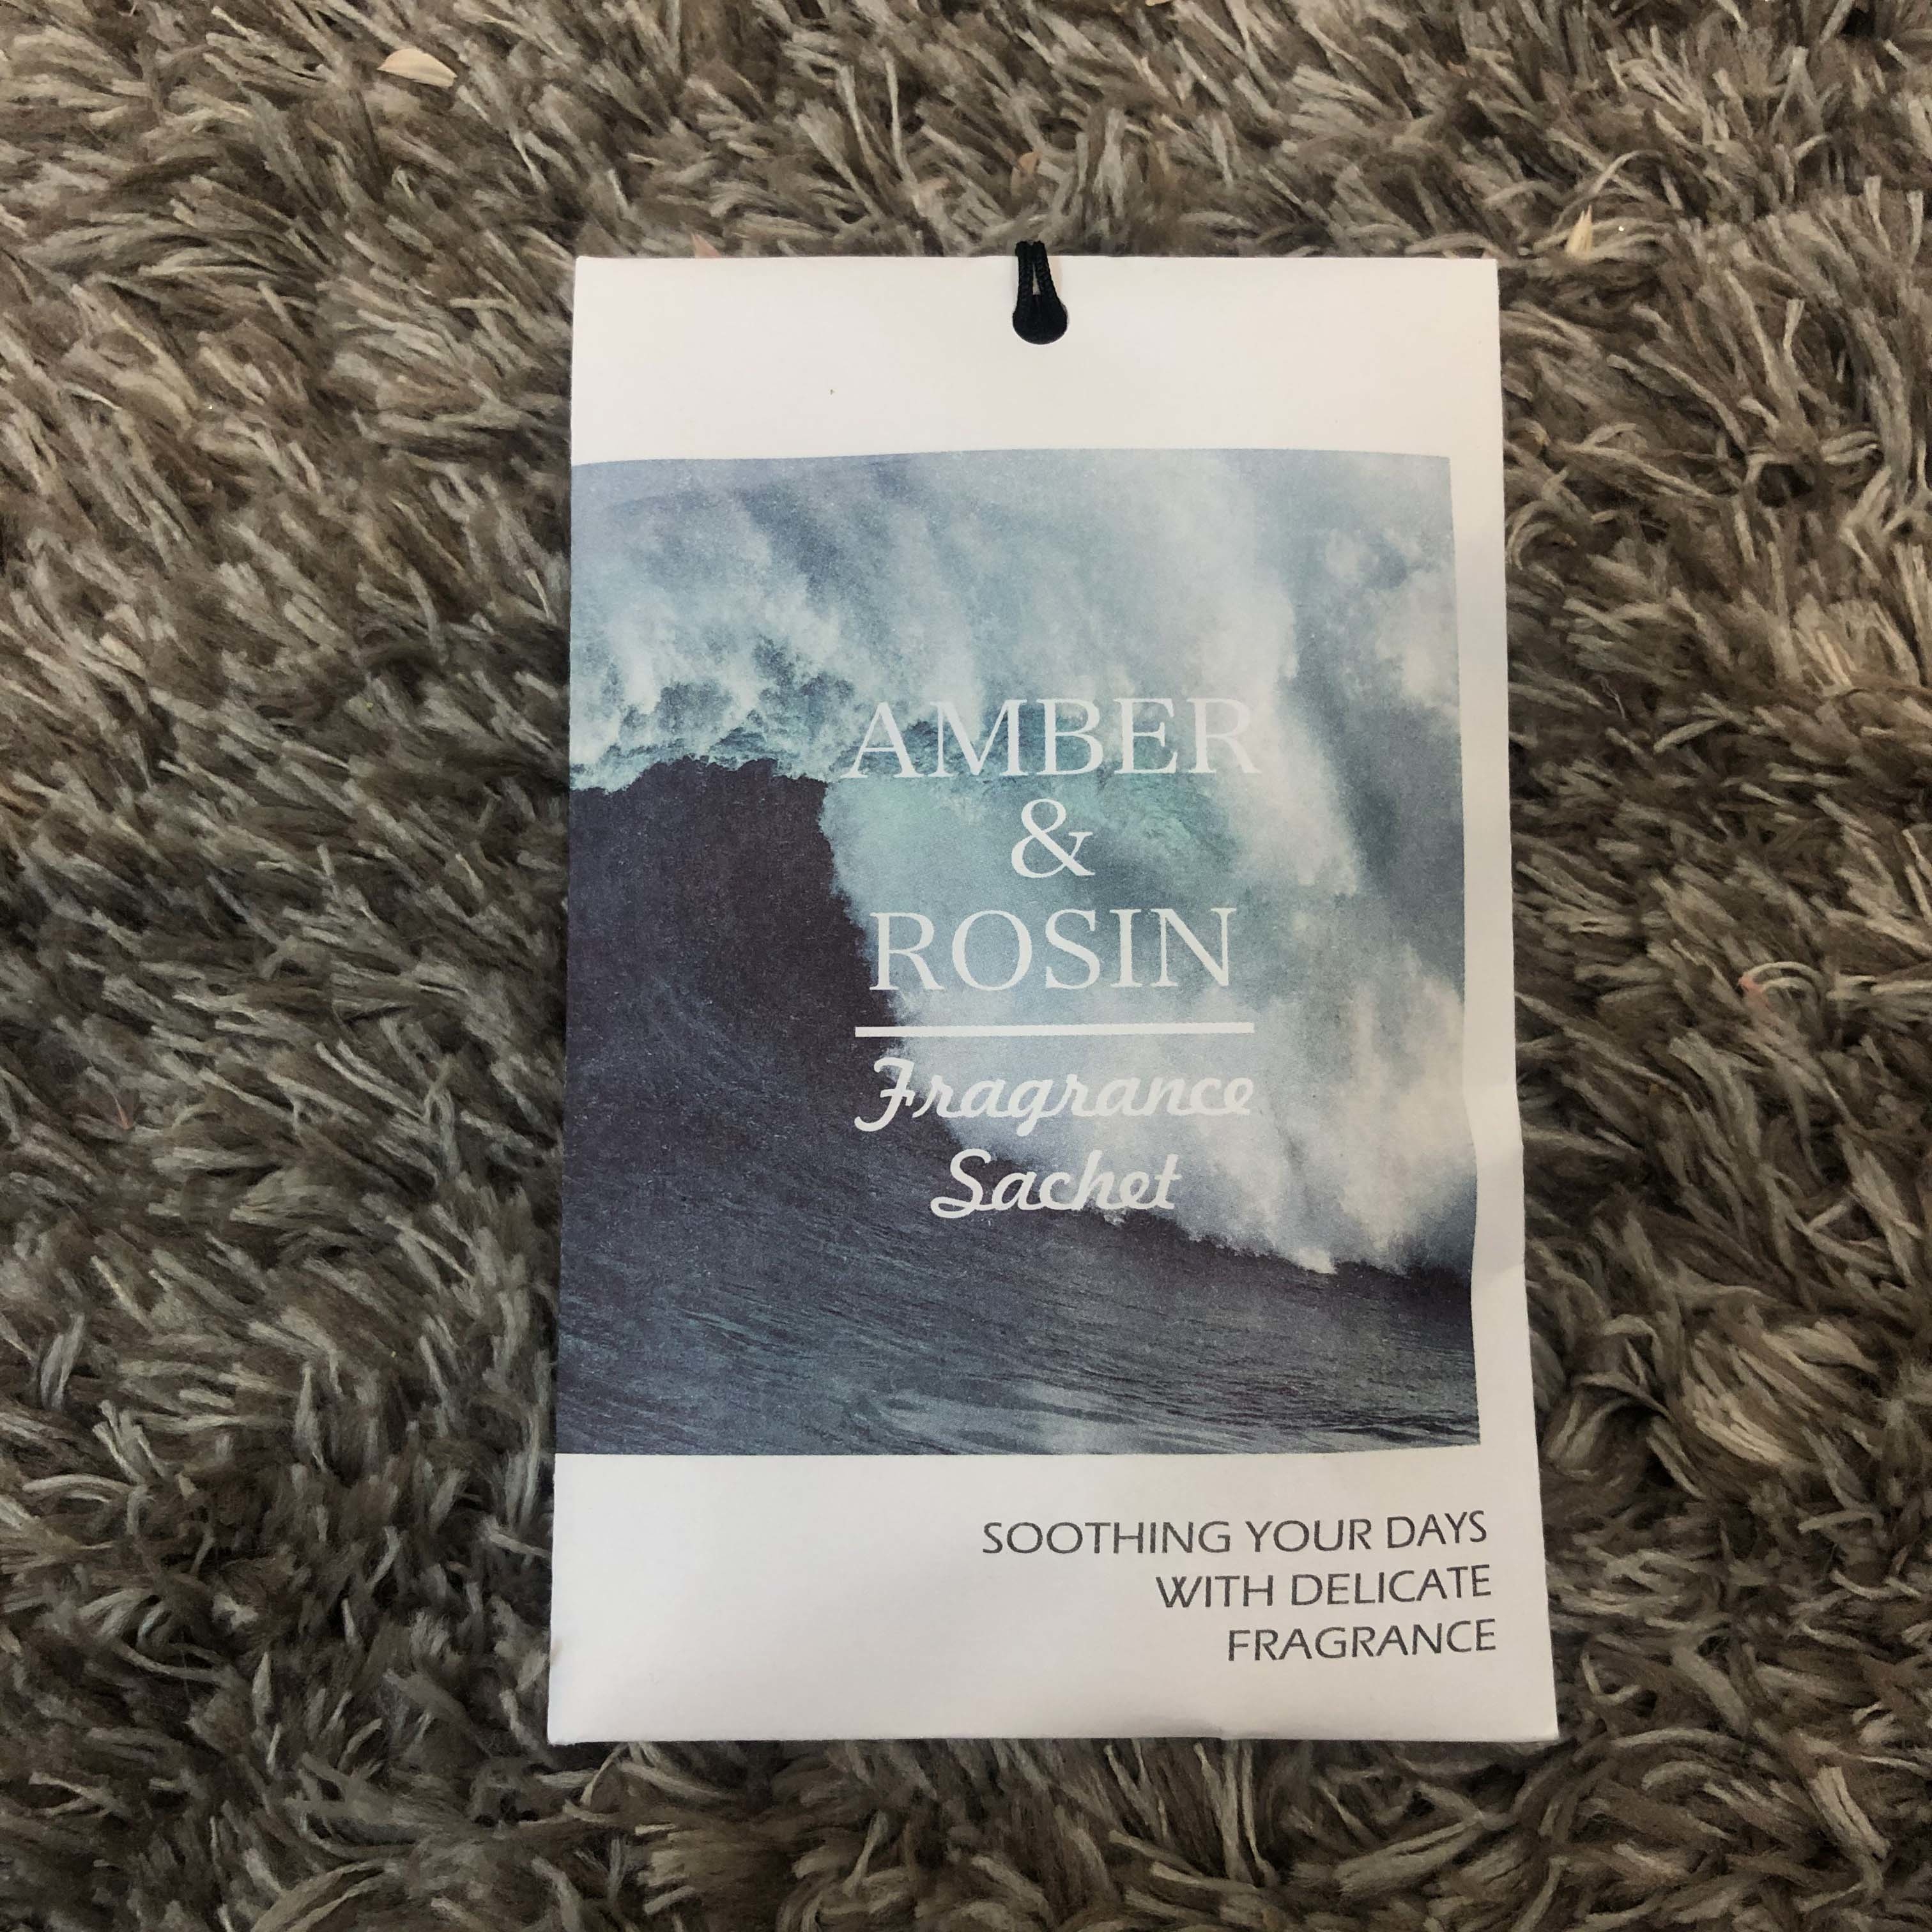 AMBER
&
ROSIN
Fragrance
Sachet
SOOTHING YOUR DAYS
WITH DELICATE
FRAGRANCE